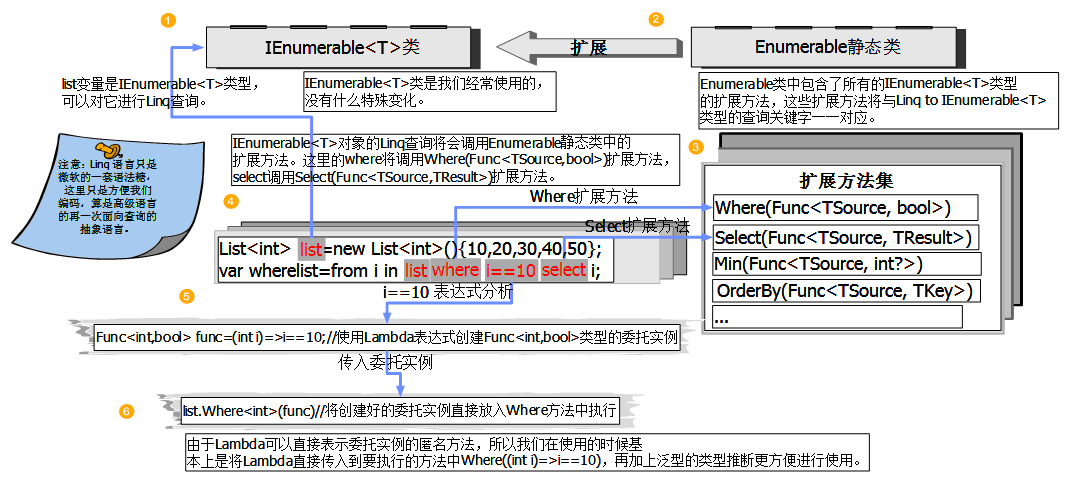 1
IEnumerable<T>类
扩展
2
Enumerable静态类
list变量是IEnumerable<T>类型，
可以对它进行Linq查询。
IEnumerable<T>类是我们经常使用的，
没有什么特殊变化。
Enumerable类中包含了所有的IEnumerable<T>类型
的扩展方法，这些扩展方法将与Linq to IEnumerable<T>
类型的查询关键字一一对应。
注意：Linq 语言只是
微软的一套语法糖，
这里只是方便我们
编码，算是高级语言
的再一次面向查询的
抽象语言。
IEnumerable<T>对象的Linq查询将会调用Enumerable静态类中的
扩展方法。这里的where将调用Where(Func<TSource,bool>)扩展方法，
select调用Select(Func<TSource,TResult>)扩展方法。
3
扩展方法集
Where(Func<TSource, bool>)
Select(Func<TSource, TResult>)
Min(Func<TSource, int?>)
OrderBy(Func<TSource, TKey>)
...
Where扩展方法
Select扩展方法
4
List<int> list=new List<int>(){10,20,30,40,50};
var wherelist=from i in list where i==10 select i;
i==10 表达式分析
5
Func<int,bool> func=(int i)=>i==10;//使用Lambda表达式创建Func<int,bool>类型的委托实例
传入委托实例
6
list.Where<int>(func)//将创建好的委托实例直接放入Where方法中执行
由于Lambda可以直接表示委托实例的匿名方法，所以我们在使用的时候基
本上是将Lambda直接传入到要执行的方法中Where((int i)=>i==10)，再加上泛型的类型推断更方便进行使用。